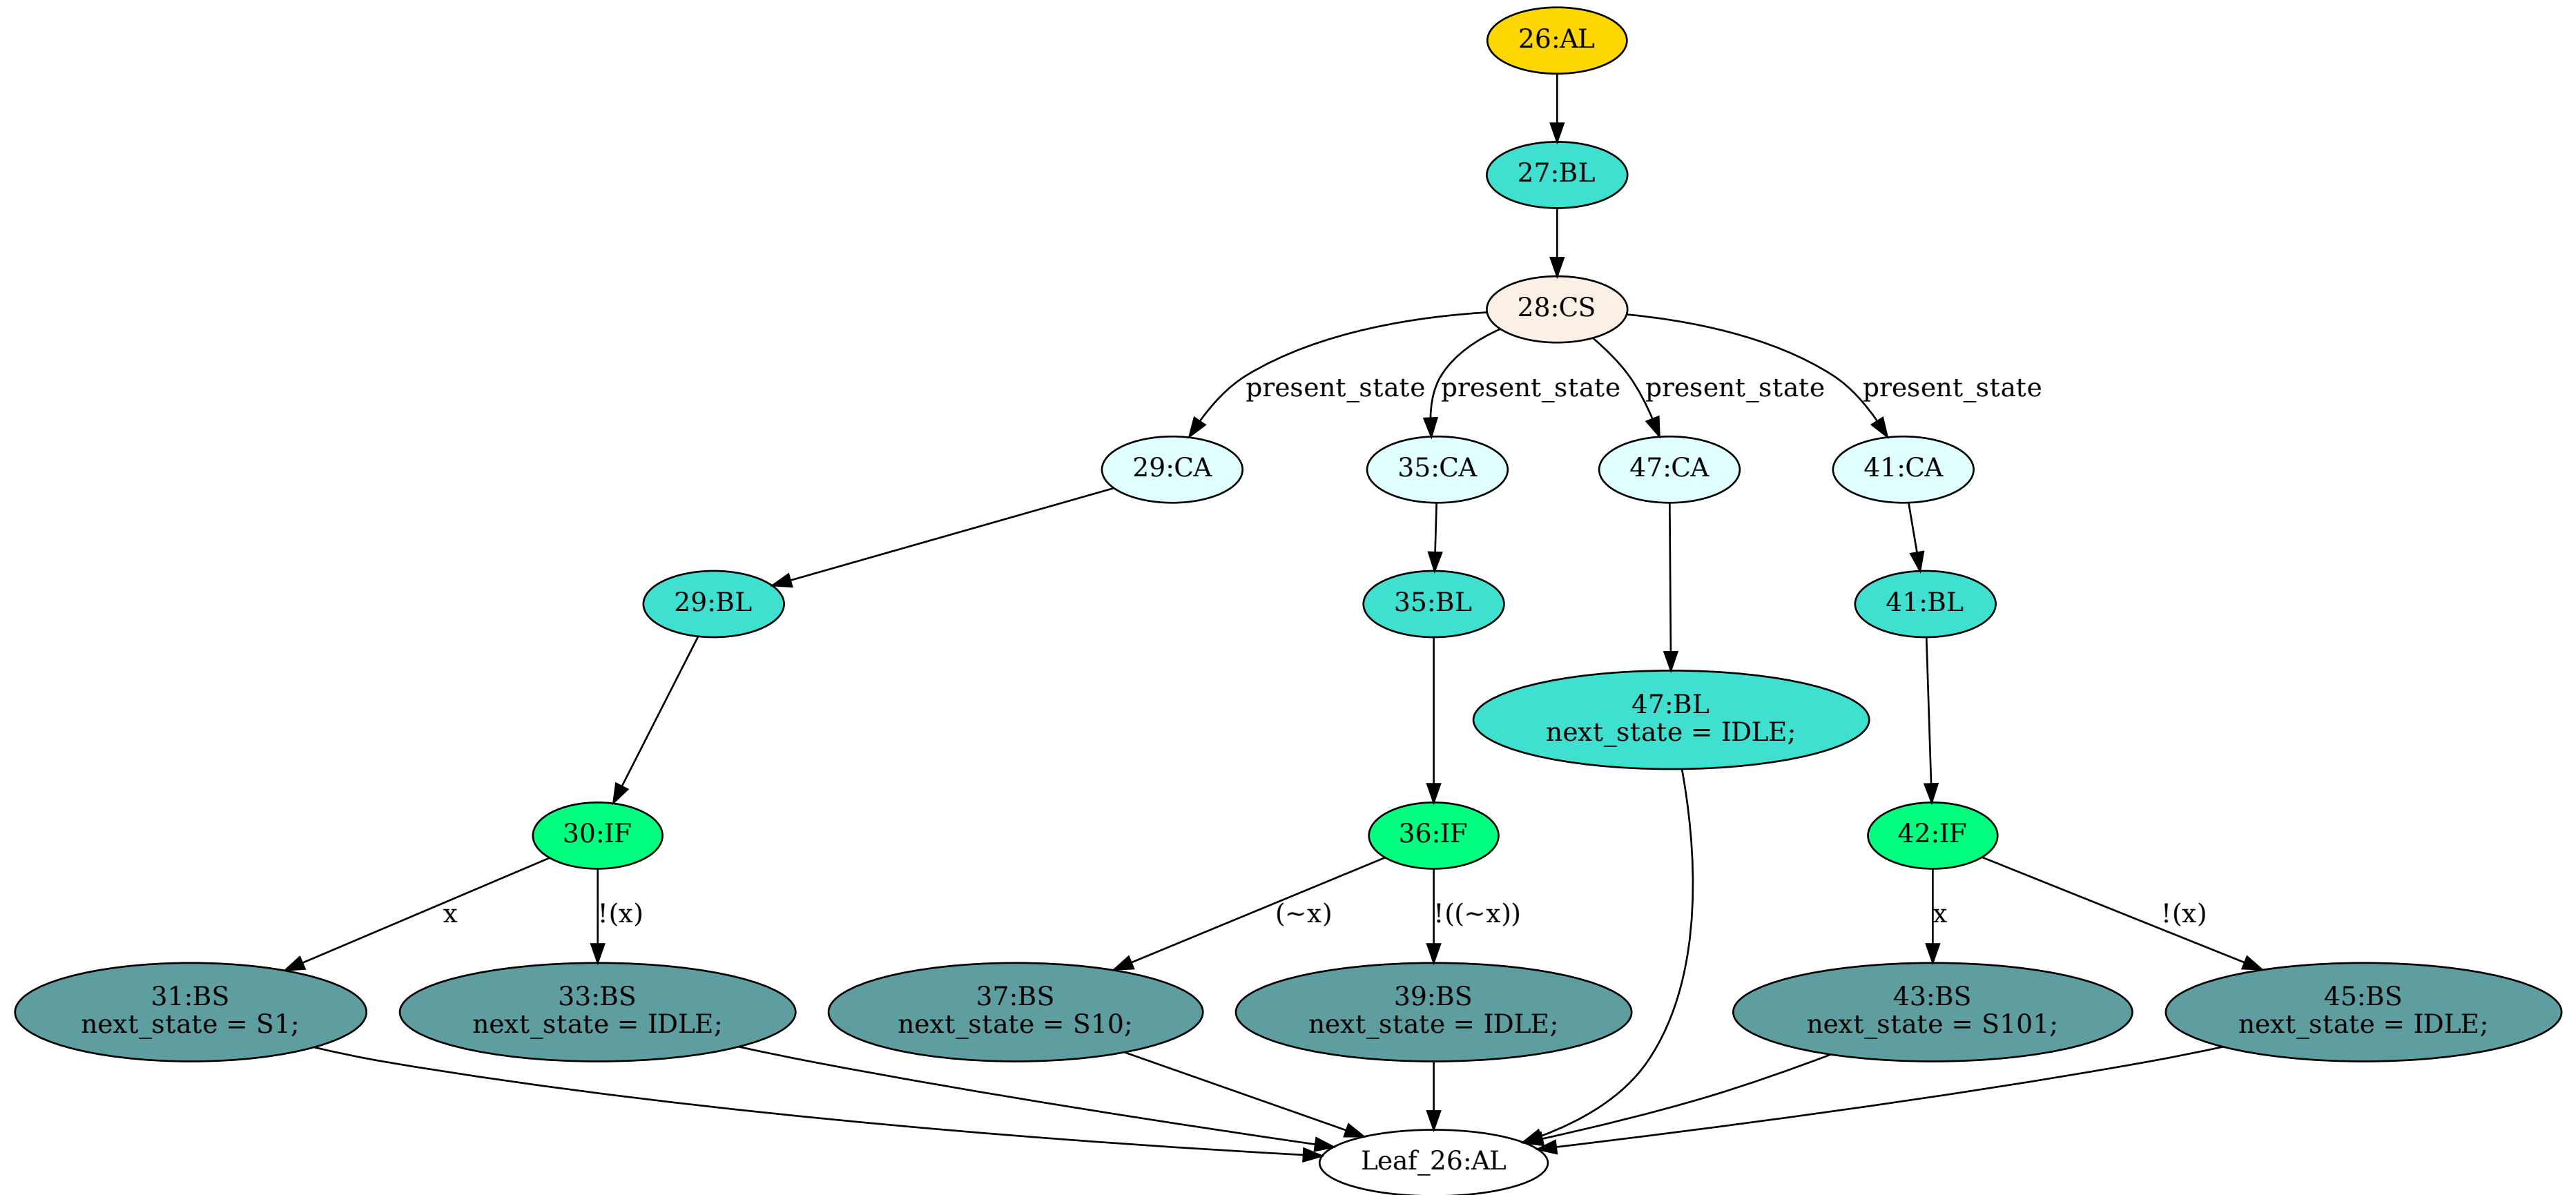 26:AL
27:BL
28:CS
present_state
present_state
present_state
present_state
29:CA
35:CA
47:CA
41:CA
29:BL
35:BL
41:BL
47:BL
next_state = IDLE;
30:IF
36:IF
42:IF
x
!(x)
(~x)
!((~x))
x
!(x)
31:BS
next_state = S1;
33:BS
next_state = IDLE;
37:BS
next_state = S10;
39:BS
next_state = IDLE;
43:BS
next_state = S101;
45:BS
next_state = IDLE;
Leaf_26:AL